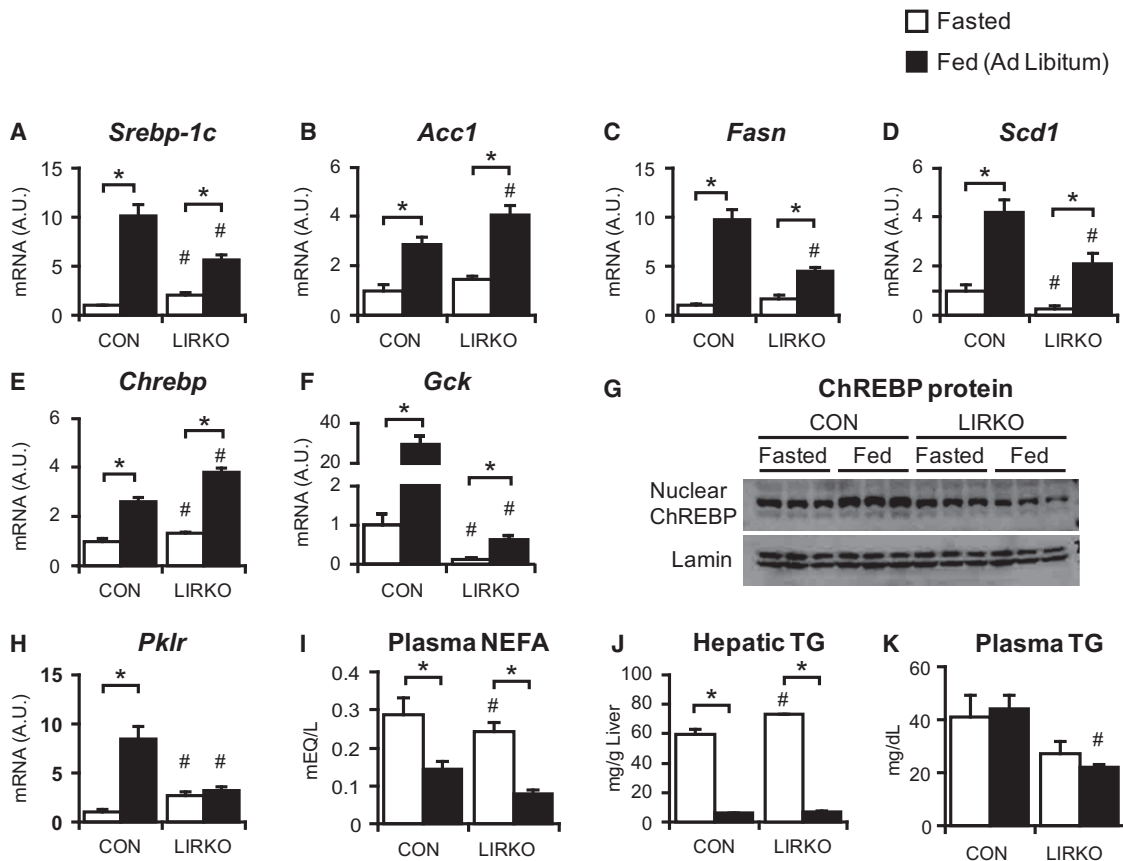 Fasted
Fed (Ad Libitum)
A Srebp-1c
mRNA (A.U.)
15
10
5
0
* *
# #
CON LIRKO
B Acc1
mRNA (A.U.)
6
4
2
0
* *
#
CON LIRKO
C Fasn
mRNA (A.U.)
15
10
5
0
* *
#
CON LIRKO
D Scd1
mRNA (A.U.)
6
4
2
0
* *
# #
CON LIRKO
E Chrebp
mRNA (A.U.)
6
4
2
0
* *
# #
CON LIRKO
F Gck
mRNA (A.U.)
40
20
2
1
0
* *
# #
CON LIRKO
G ChREBP protein
CON LIRKO
Fasted Fed Fasted Fed
Nuclear
ChREBP
Lamin
H Pklr
mRNA (A.U.)
15
10
5
0
*
# #
CON LIRKO
I Plasma NEFA
mEQ/L
0.4
0.3
0.2
0.1
0
* *
#
CON LIRKO
J Hepatic TG
mg/g Liver
100
80
60
40
20
0
* *
#
CON LIRKO
K Plasma TG
mg/dL
60
40
20
0
#
CON LIRKO